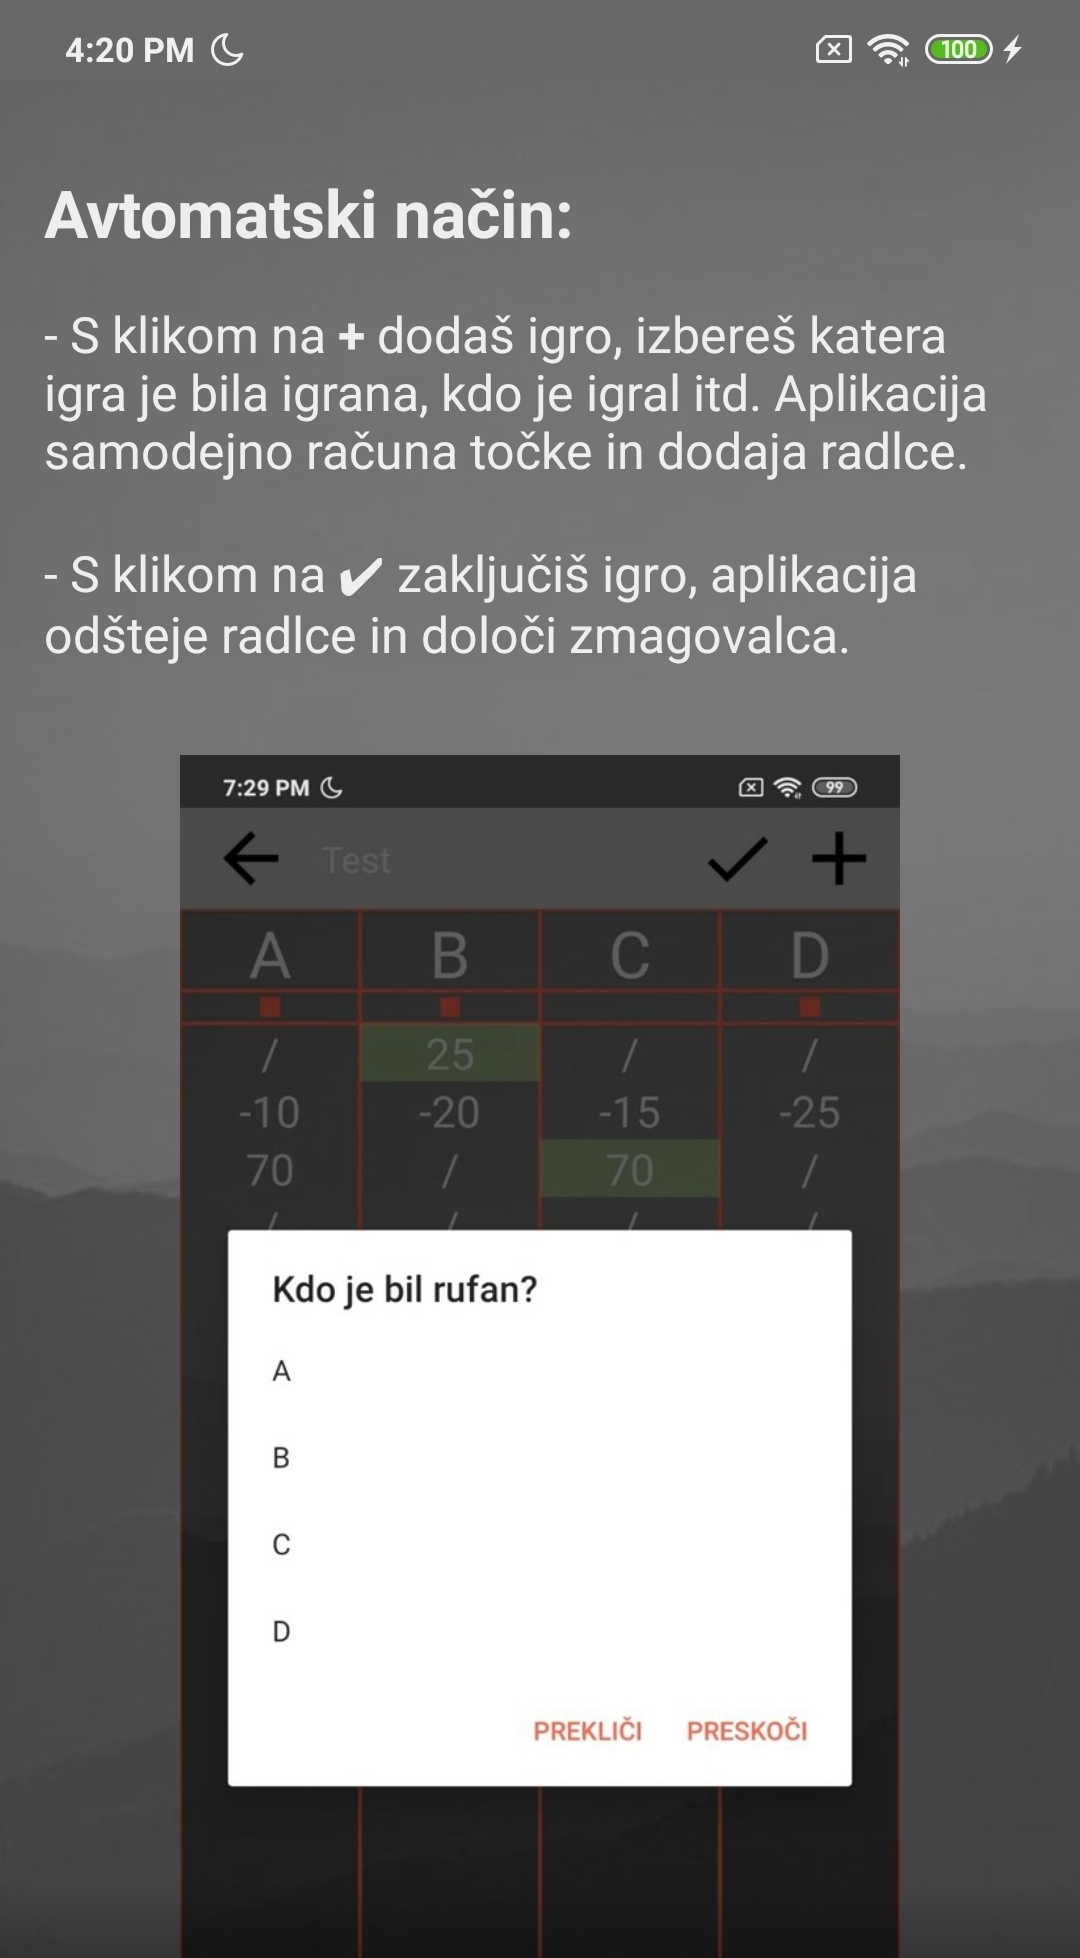 4:20 PM
100
Avtomatski način:
- S klikom na + dodaš igro, izbereš katera
igra je bila igrana, kdo je igral itd. Aplikacija
samodejno računa točke in dodaja radlce.
- S klikom na ✔ zaključiš igro, aplikacija
odšteje radlce in določi zmagovalca.
7:29 PM
99
Test
A B C D
/ 25 / /
-10 -20 -15 -25
70 / 70 /
/ / / /
Kdo je bil rufan?
A
B
C
D
PREKLIČI PRESKOČI